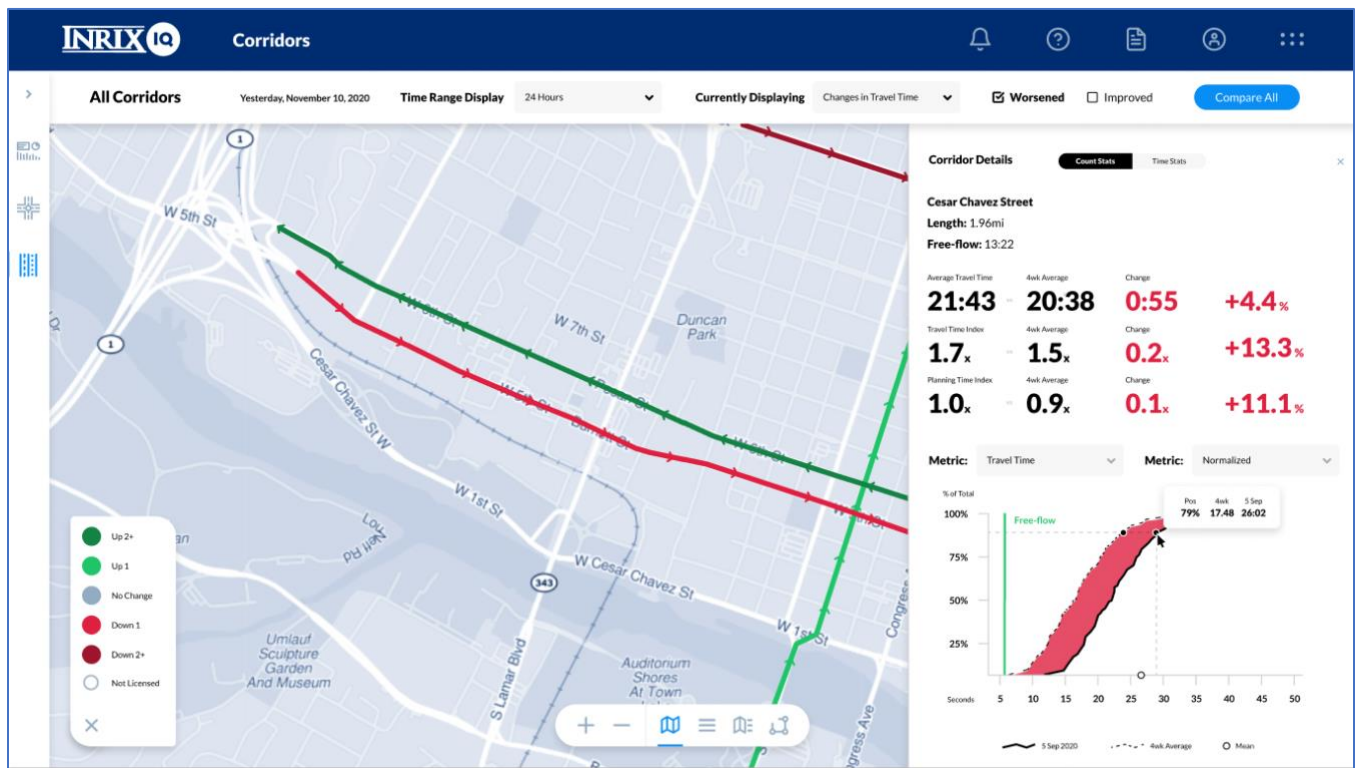 INRIX IQ
Corridors
All Corridors
Yesterday, November 10, 2020
Time Range Display
24 Hours
Currently Displaying
Changes in Travel Time
Worsened
Improved
Compare All
1
W 5th St
W 7th St
Duncan
Park
1
Cesar Chavez St W
W 5th St
W 6th St
W 1st St
343
W Cesar Chavez St
W 1st St
S Lamar Blvd
Umlauf
Sculpture
Garden
And Museum
Auditorium
Shores
At Town
Congress Ave
Up 2+
Up 1
No Change
Down 1
Down 2+
Not Licensed
Corridor Details
Count Stats
Time Stats
Cesar Chavez Street
Length: 1.96mi
Free-flow: 13:22
Average Travel Time
4wk Average
Change
21:43
20:38
0:55
+4.4%
Travel Time Index
4wk Average
Change
1.7x
1.5x
0.2x
+13.3%
Planning Time Index
4wk Average
Change
1.0x
0.9x
0.1x
+11.1%
Metric:
Travel Time
Metric:
Normalized
% of Total
100%
75%
50%
25%
Free-flow
Pos 4wk 5 Sep
79% 17.48 26:02
Seconds 5 10 15 20 25 30 35 40 45 50
5 Sep 2020
4wk Average
Mean